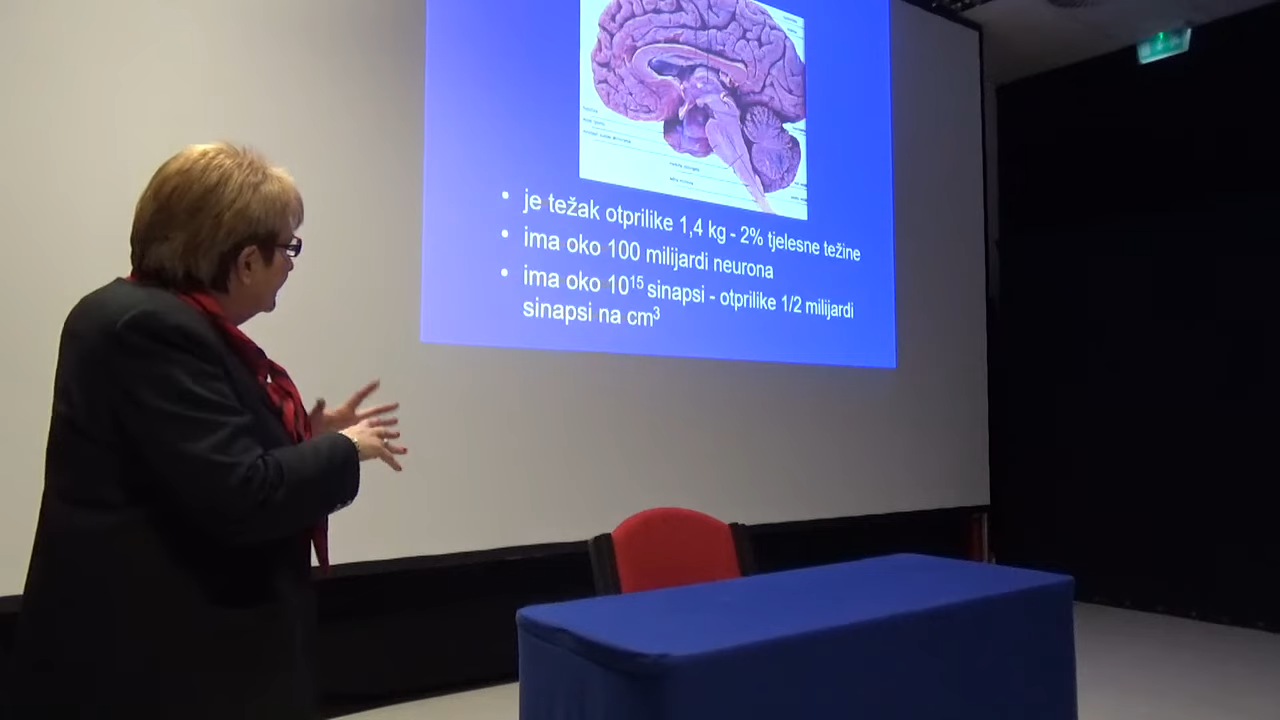 • je težak otprilike 1,4 kg - 2% tjelesne težine
• ima oko 100 milijardi neurona
• ima oko 10¹⁵ sinapsi - otprilike 1/2 milijardi
sinapsi na cm³